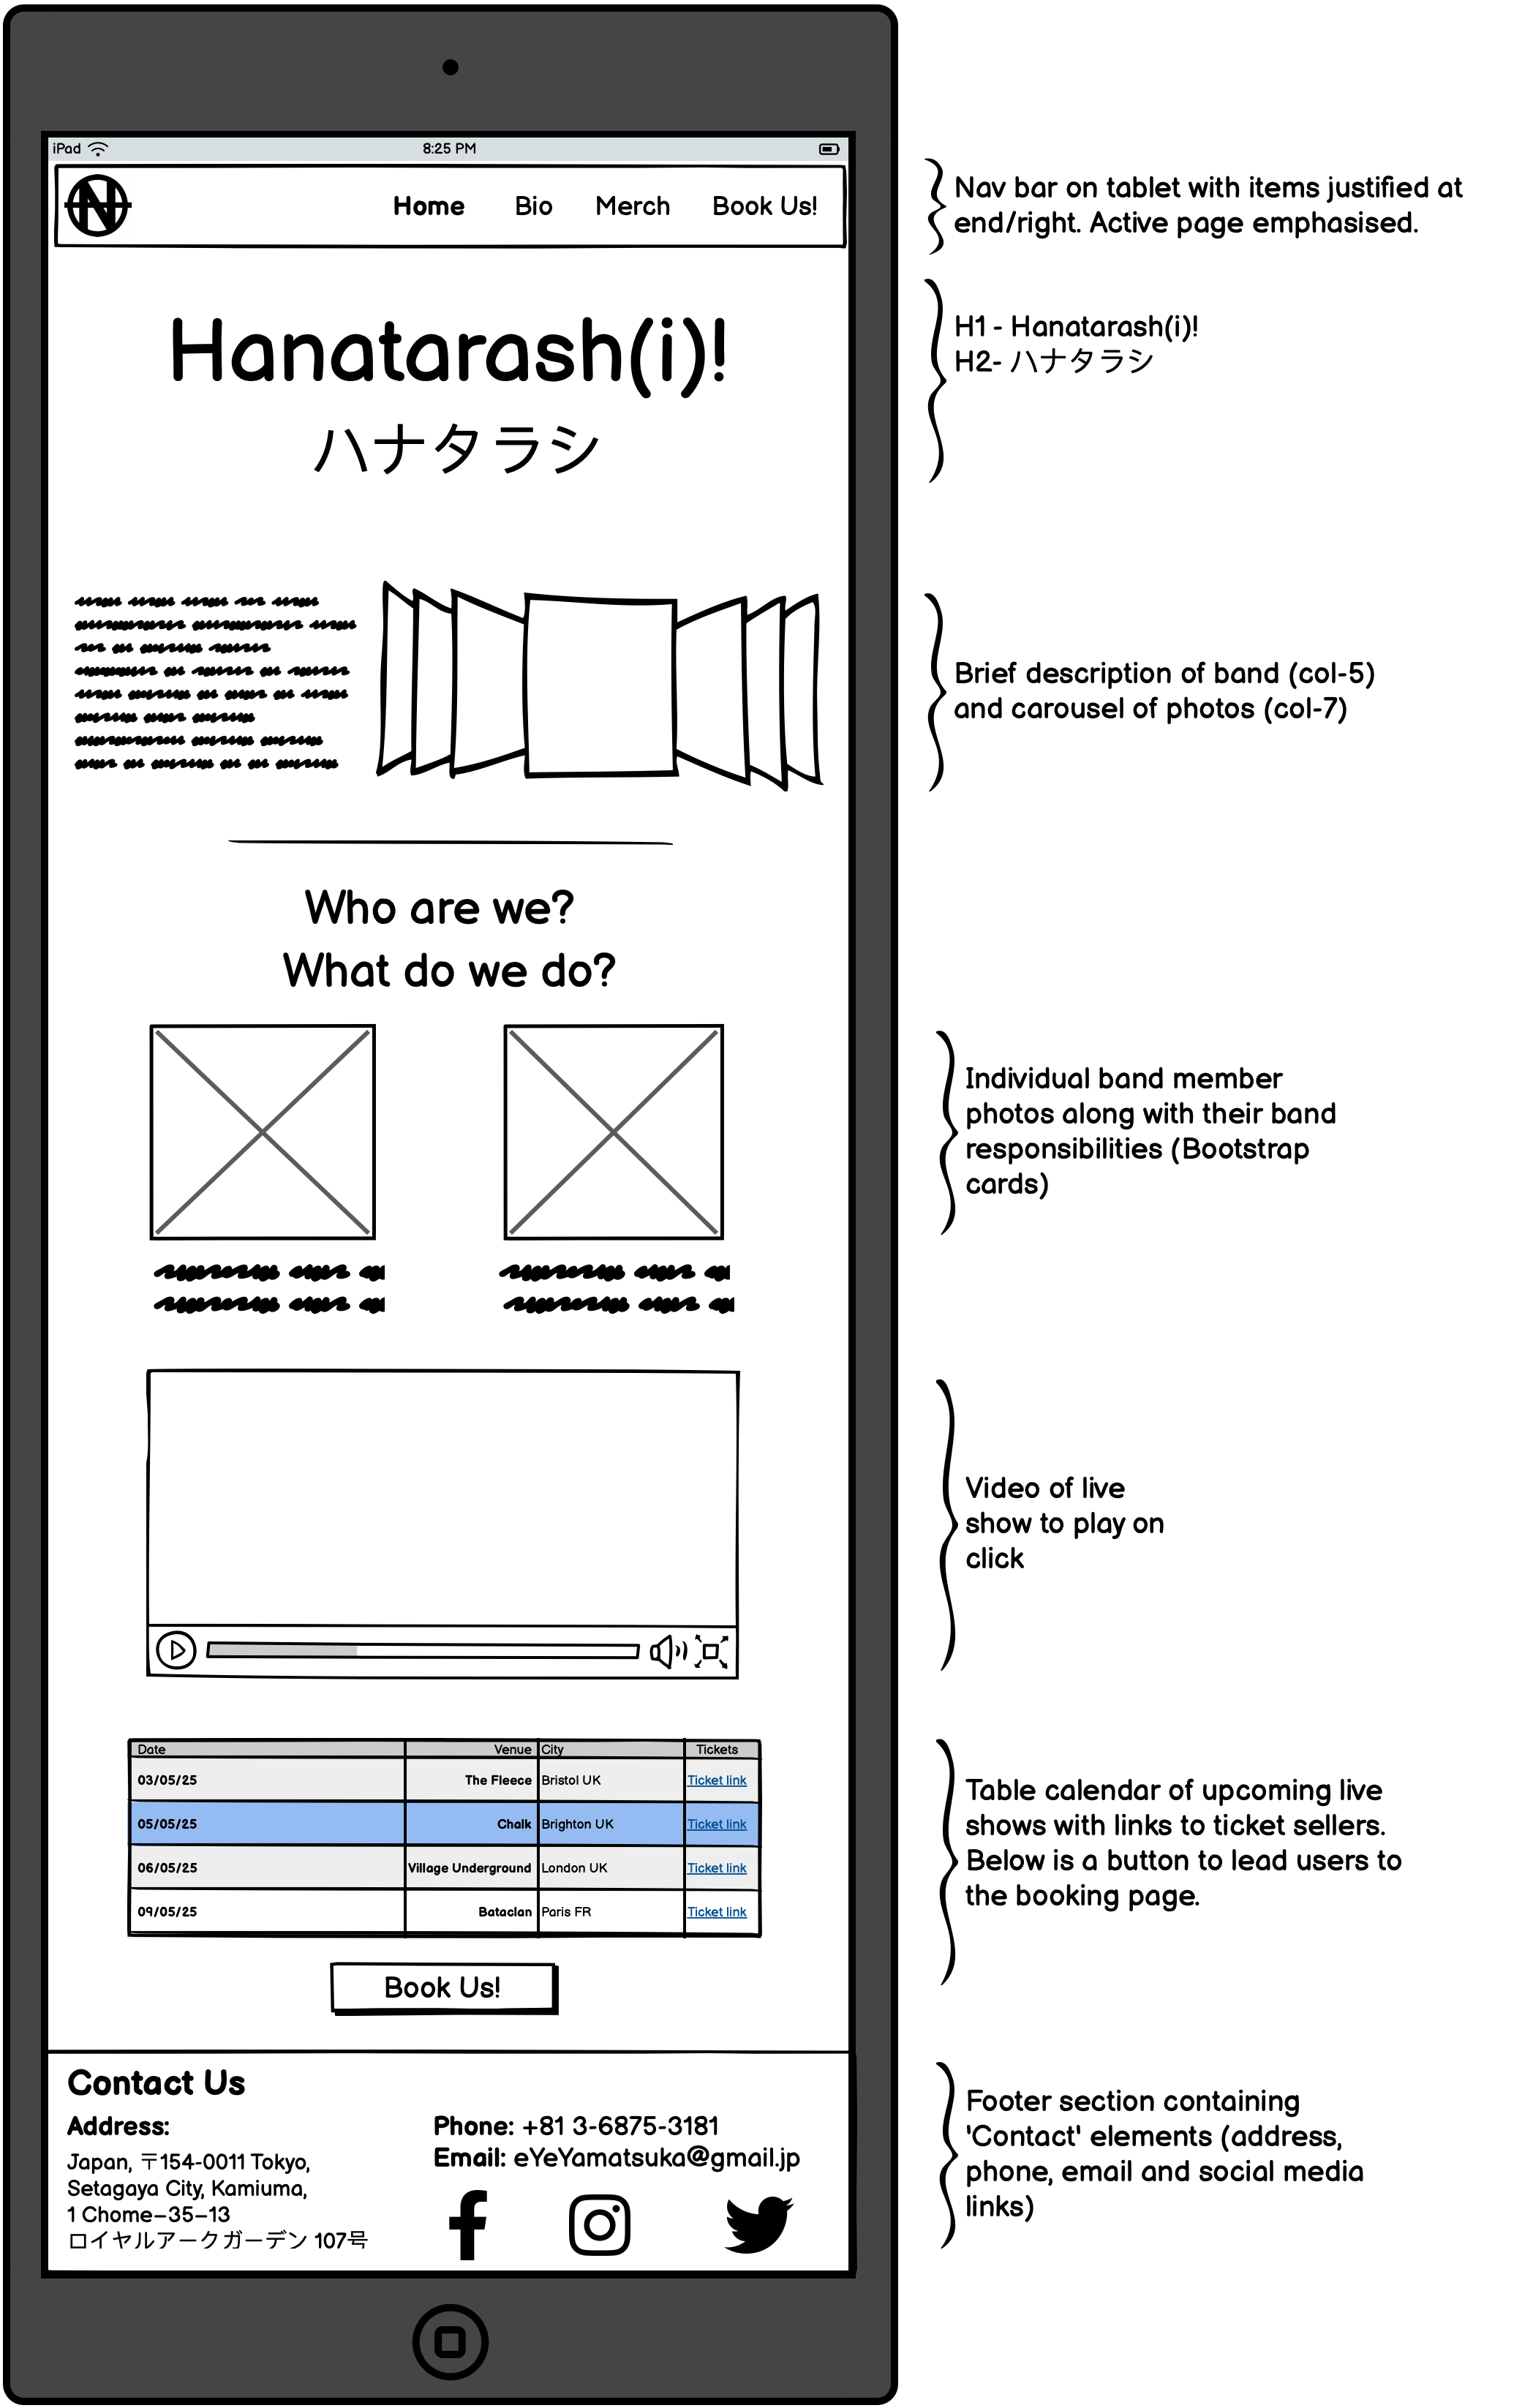 iPad
8:25 PM
Home Bio Merch Book Us!
Nav bar on tablet with items justified at
end/right. Active page emphasised.
Hanatarash(i)!
ハナタラシ
H1 - Hanatarash(i)!
H2- ハナタラシ
Brief description of band (col-5)
and carousel of photos (col-7)
Who are we?
What do we do?
Individual band member
photos along with their band
responsibilities (Bootstrap
cards)
Video of live
show to play on
click
Date Venue City Tickets
03/05/25 The Fleece Bristol UK Ticket link
05/05/25 Chalk Brighton UK Ticket link
06/05/25 Village Underground London UK Ticket link
09/05/25 Bataclan Paris FR Ticket link
Table calendar of upcoming live
shows with links to ticket sellers.
Below is a button to lead users to
the booking page.
Book Us!
Contact Us
Address:
Japan, 〒154-0011 Tokyo,
Setagaya City, Kamiuma,
1 Chome−35−13
ロイヤルアークガーデン 107号
Phone: +81 3-6875-3181
Email: eYeYamatsuka@gmail.jp
Footer section containing
'Contact' elements (address,
phone, email and social media
links)